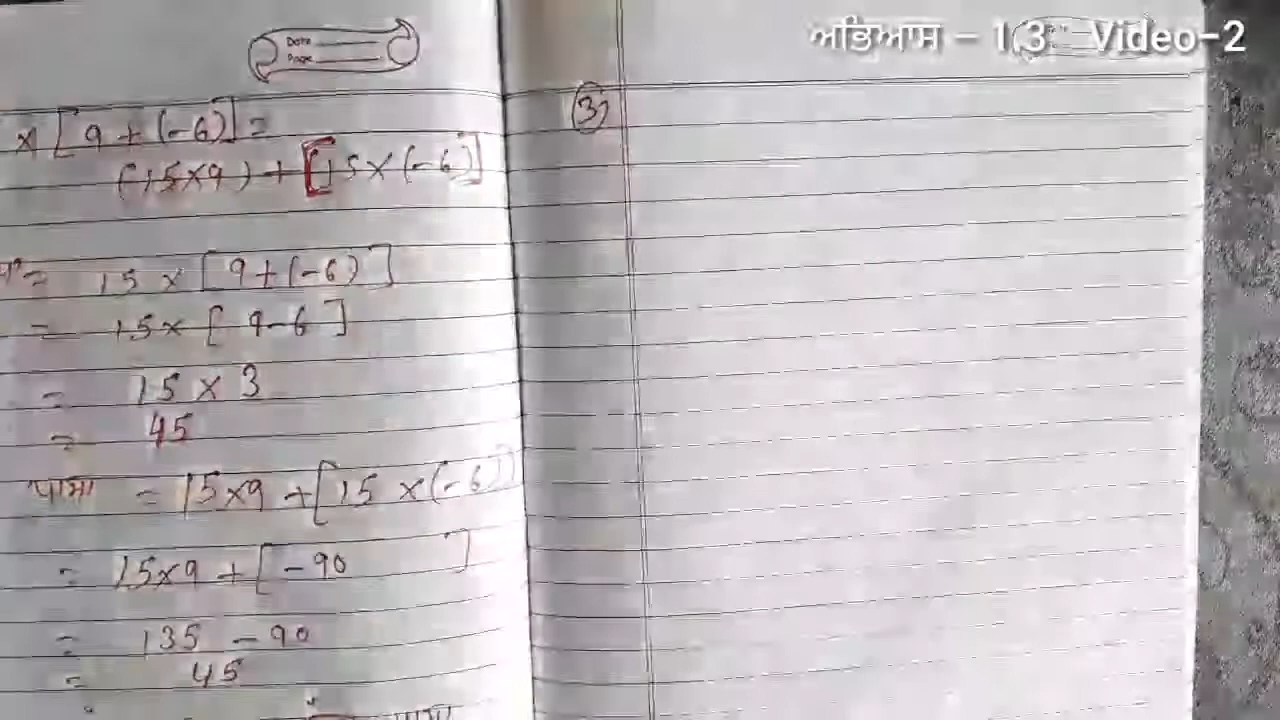 ਅਭਿਆਸ – 1.3 Video-2
Date
Page
× [ 9 + (-6)] =
(15×9) + [15 × (-6)]
= 15 × [9+(-6)]
= 15× [ 9-6 ]
= 15 × 3
= 45
ਪਾਸਾ = 15×9 + [15 × (-6)]
= 15×9 + [ -90 ]
= 135 - 90
= 45
3)